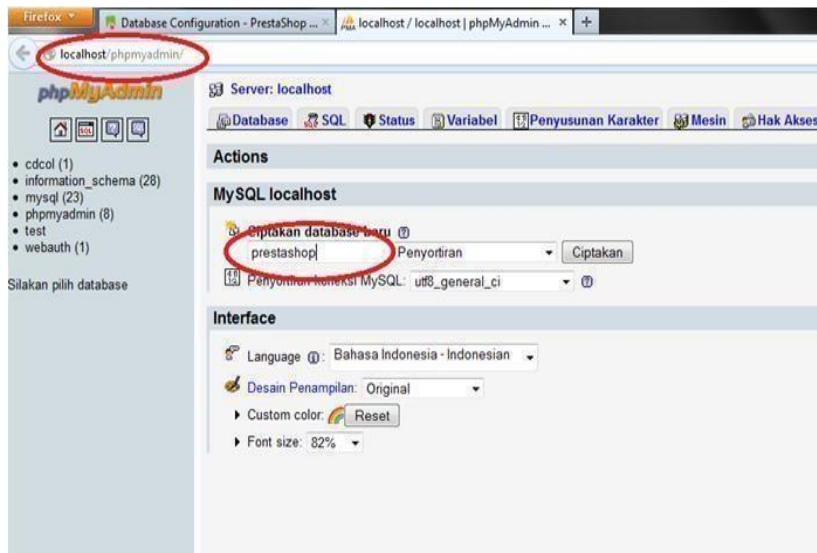 Firefox
Database Configuration - PrestaShop ...
localhost / localhost | phpMyAdmin ...
localhost/phpmyadmin/
phpMyAdmin
SQL
cdcol (1)
information_schema (28)
mysql (23)
phpmyadmin (8)
test
webauth (1)
Silakan pilih database
Server: localhost
Database SQL Status Variabel Penyusunan Karakter Mesin Hak Akses
Actions
MySQL localhost
Ciptakan database baru
prestashop Penyortiran Ciptakan
Penyortiran koneksi MySQL: utf8_general_ci
Interface
Language : Bahasa Indonesia - Indonesian
Desain Penampilan: Original
Custom color: Reset
Font size: 82%